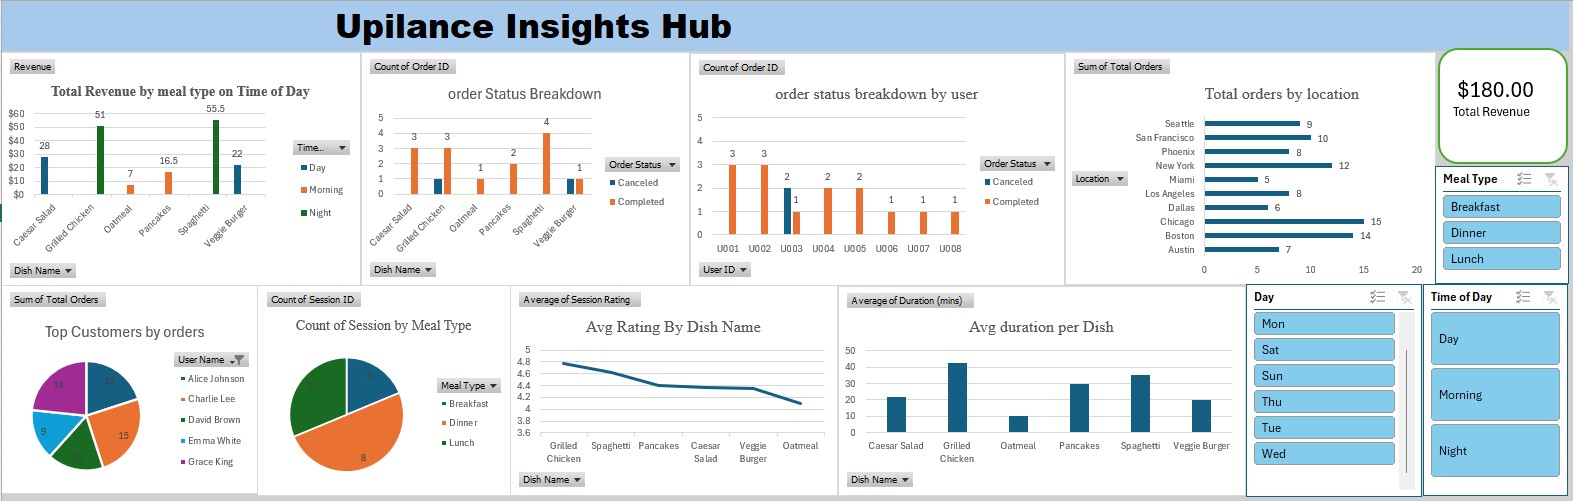 Upilance Insights Hub
Revenue
Total Revenue by meal type on Time of Day
$60
$50
$40
$30
$20
$10
$0
28
51
7
16.5
55.5
22
Caesar Salad
Grilled Chicken
Oatmeal
Pancakes
Spaghetti
Veggie Burger
Time...
Day
Morning
Night
Dish Name
Count of Order ID
order Status Breakdown
5
4
3
2
1
0
3
3
1
2
4
1
Caesar Salad
Grilled Chicken
Oatmeal
Pancakes
Spaghetti
Veggie Burger
Order Status
Canceled
Completed
Dish Name
Count of Order ID
order status breakdown by user
5
4
3
2
1
0
3
3
2
1
2
2
1
1
1
U001 U002 U003 U004 U005 U006 U007 U008
Order Status
Canceled
Completed
User ID
Sum of Total Orders
Total orders by location
Location
Seattle 9
San Francisco 10
Phoenix 8
New York 12
Miami 5
Los Angeles 8
Dallas 6
Chicago 15
Boston 14
Austin 7
0 5 10 15 20
$180.00
Total Revenue
Meal Type
Breakfast
Dinner
Lunch
Sum of Total Orders
Top Customers by orders
14
12
15
9
User Name
Alice Johnson
Charlie Lee
David Brown
Emma White
Grace King
Count of Session ID
Count of Session by Meal Type
8
Meal Type
Breakfast
Dinner
Lunch
Average of Session Rating
Avg Rating By Dish Name
5
4.8
4.6
4.4
4.2
4
3.8
3.6
Grilled Chicken
Spaghetti
Pancakes
Caesar Salad
Veggie Burger
Oatmeal
Dish Name
Average of Duration (mins)
Avg duration per Dish
50
40
30
20
10
0
Caesar Salad
Grilled Chicken
Oatmeal
Pancakes
Spaghetti
Veggie Burger
Dish Name
Day
Mon
Sat
Sun
Thu
Tue
Wed
Time of Day
Day
Morning
Night